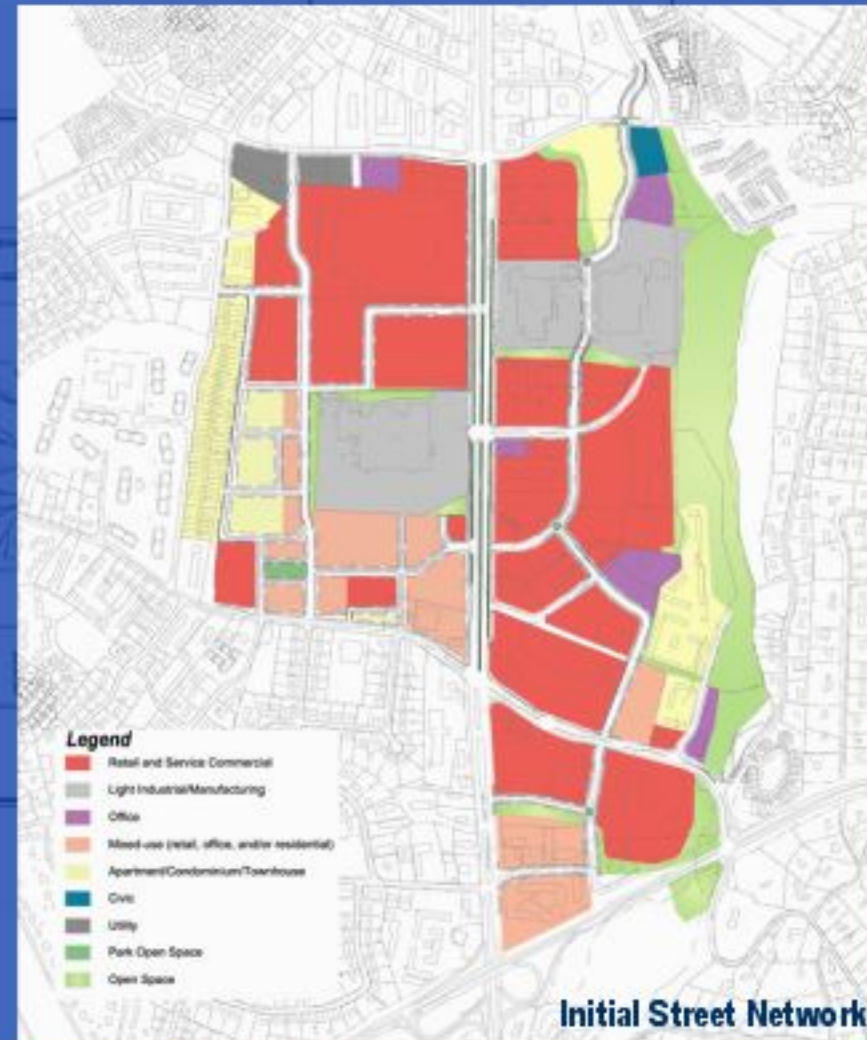 Legend
Retail and Service Commercial
Light Industrial/Manufacturing
Office
Mixed-use (retail, office, and/or residential)
Apartment/Condominium/Townhouse
Civic
Utility
Park Open Space
Open Space
Initial Street Network